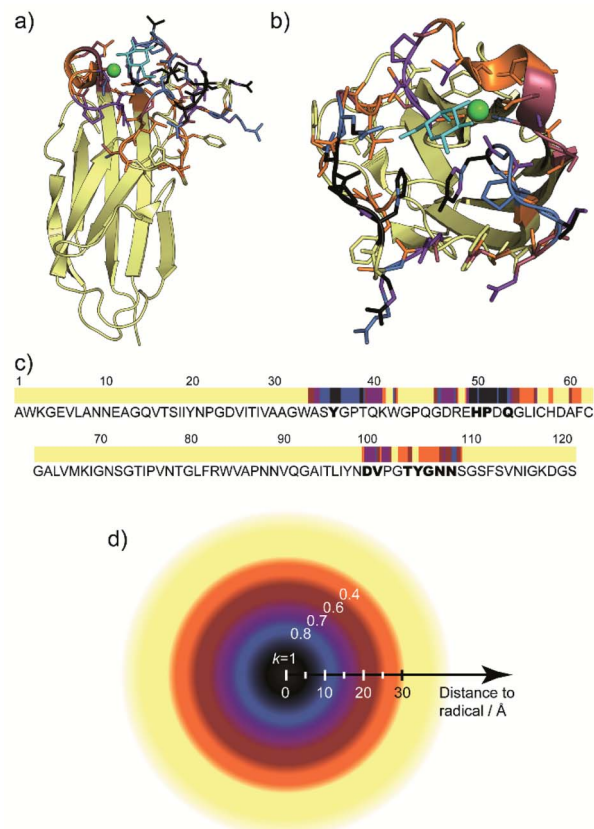 a)
b)
c)
1 10 20 30 40 50 60
AWKGEVLANNEAGQVTSIIYNPGDVITIVAAGWASYGPTQKWGPQGDREHPDQGLICHDAFC
70 80 90 100 110 120
GALVMKIGNSGTIPVNTGLFRWVAPNNVQGAITLIYNDVPGTYGNNSGSFSVNIGKDGS
d)
0.4
0.6
0.7
0.8
k=1
0 10 20 30
Distance to
radical / Å